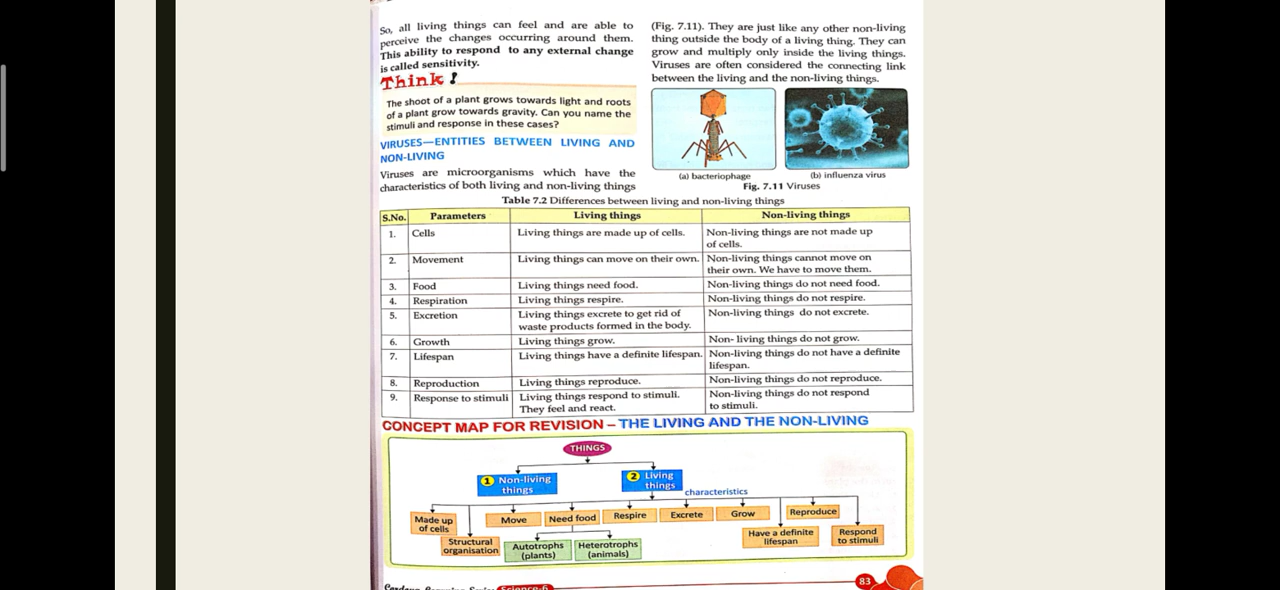 So, all living things can feel and are able to
perceive the changes occurring around them.
This ability to respond to any external change
is called sensitivity.
Think !
The shoot of a plant grows towards light and roots
of a plant grow towards gravity. Can you name the
stimuli and response in these cases?
VIRUSES—ENTITIES BETWEEN LIVING AND
NON-LIVING
Viruses are microorganisms which have the
characteristics of both living and non-living things
(Fig. 7.11). They are just like any other non-living
thing outside the body of a living thing. They can
grow and multiply only inside the living things.
Viruses are often considered the connecting link
between the living and the non-living things.
(a) bacteriophage (b) influenza virus
Fig. 7.11 Viruses
Table 7.2 Differences between living and non-living things
S.No. Parameters Living things Non-living things
1. Cells Living things are made up of cells. Non-living things are not made up
of cells.
2. Movement Living things can move on their own. Non-living things cannot move on
their own. We have to move them.
3. Food Living things need food. Non-living things do not need food.
4. Respiration Living things respire. Non-living things do not respire.
5. Excretion Living things excrete to get rid of Non-living things do not excrete.
waste products formed in the body.
6. Growth Living things grow. Non- living things do not grow.
7. Lifespan Living things have a definite lifespan. Non-living things do not have a definite
lifespan.
8. Reproduction Living things reproduce. Non-living things do not reproduce.
9. Response to stimuli Living things respond to stimuli. Non-living things do not respond
They feel and react. to stimuli.
CONCEPT MAP FOR REVISION – THE LIVING AND THE NON-LIVING
THINGS
1 Non-living
things
2 Living
things
characteristics
Made up
of cells
Structural
organisation
Move
Need food
Autotrophs
(plants)
Heterotrophs
(animals)
Respire
Excrete
Grow
Have a definite
lifespan
Reproduce
Respond
to stimuli
Science-6
83